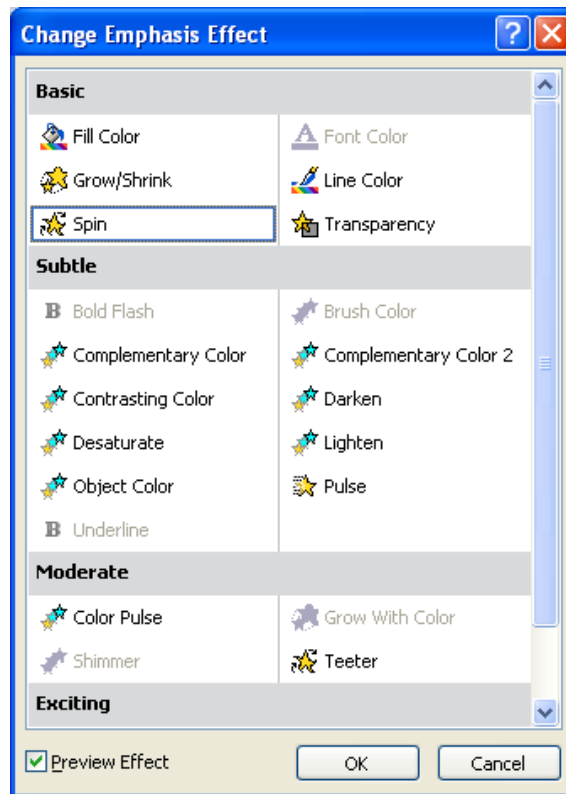 Change Emphasis Effect
Basic
Fill Color
Font Color
Grow/Shrink
Line Color
Spin
Transparency
Subtle
B Bold Flash
Brush Color
Complementary Color
Complementary Color 2
Contrasting Color
Darken
Desaturate
Lighten
Object Color
Pulse
B Underline
Moderate
Color Pulse
Grow With Color
Shimmer
Teeter
Exciting
Preview Effect
OK
Cancel